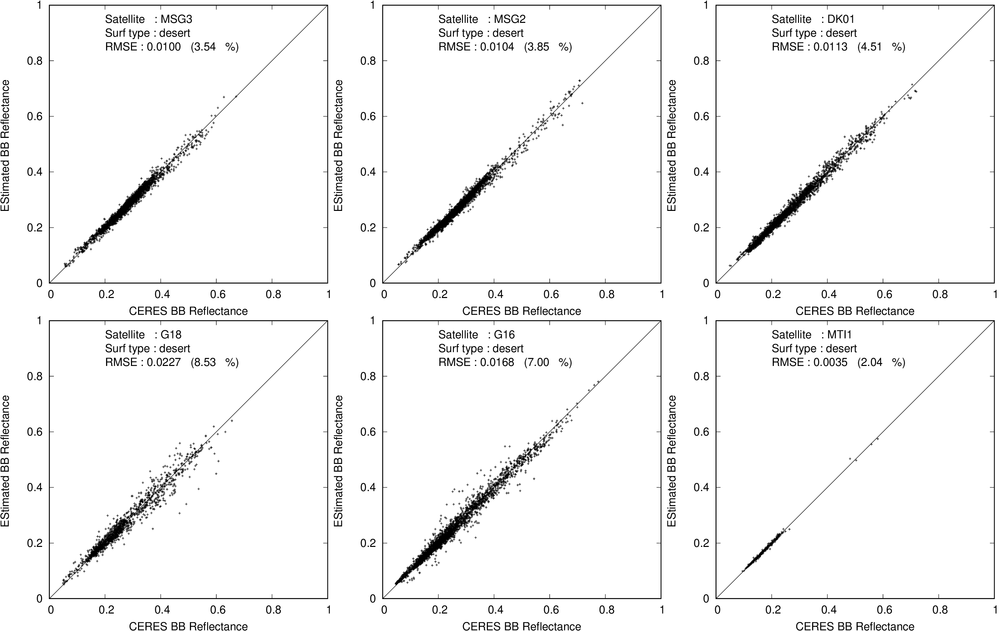 1
0.8
0.6
0.4
0.2
0
EStimated BB Reflectance
Satellite : MSG3
Surf type : desert
RMSE : 0.0100 (3.54 %)
0 0.2 0.4 0.6 0.8 1
CERES BB Reflectance
1
0.8
0.6
0.4
0.2
0
EStimated BB Reflectance
Satellite : MSG2
Surf type : desert
RMSE : 0.0104 (3.85 %)
0 0.2 0.4 0.6 0.8 1
CERES BB Reflectance
1
0.8
0.6
0.4
0.2
0
EStimated BB Reflectance
Satellite : DK01
Surf type : desert
RMSE : 0.0113 (4.51 %)
0 0.2 0.4 0.6 0.8 1
CERES BB Reflectance
1
0.8
0.6
0.4
0.2
0
EStimated BB Reflectance
Satellite : G18
Surf type : desert
RMSE : 0.0227 (8.53 %)
0 0.2 0.4 0.6 0.8 1
CERES BB Reflectance
1
0.8
0.6
0.4
0.2
0
EStimated BB Reflectance
Satellite : G16
Surf type : desert
RMSE : 0.0168 (7.00 %)
0 0.2 0.4 0.6 0.8 1
CERES BB Reflectance
1
0.8
0.6
0.4
0.2
0
EStimated BB Reflectance
Satellite : MTI1
Surf type : desert
RMSE : 0.0035 (2.04 %)
0 0.2 0.4 0.6 0.8 1
CERES BB Reflectance